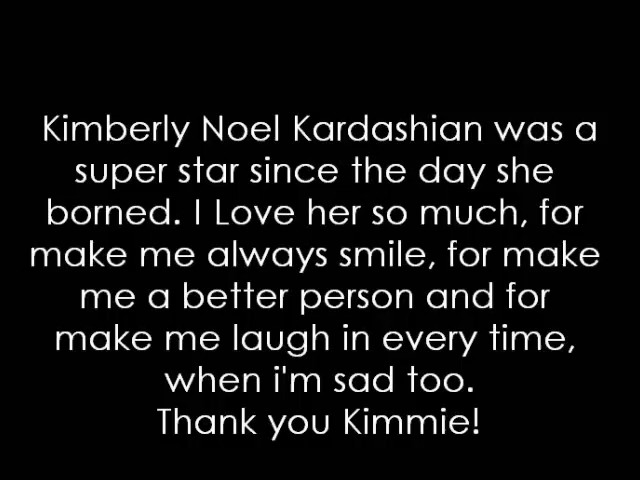 Kimberly Noel Kardashian was a
super star since the day she
borned. I Love her so much, for
make me always smile, for make
me a better person and for
make me laugh in every time,
when i'm sad too.
Thank you Kimmie!